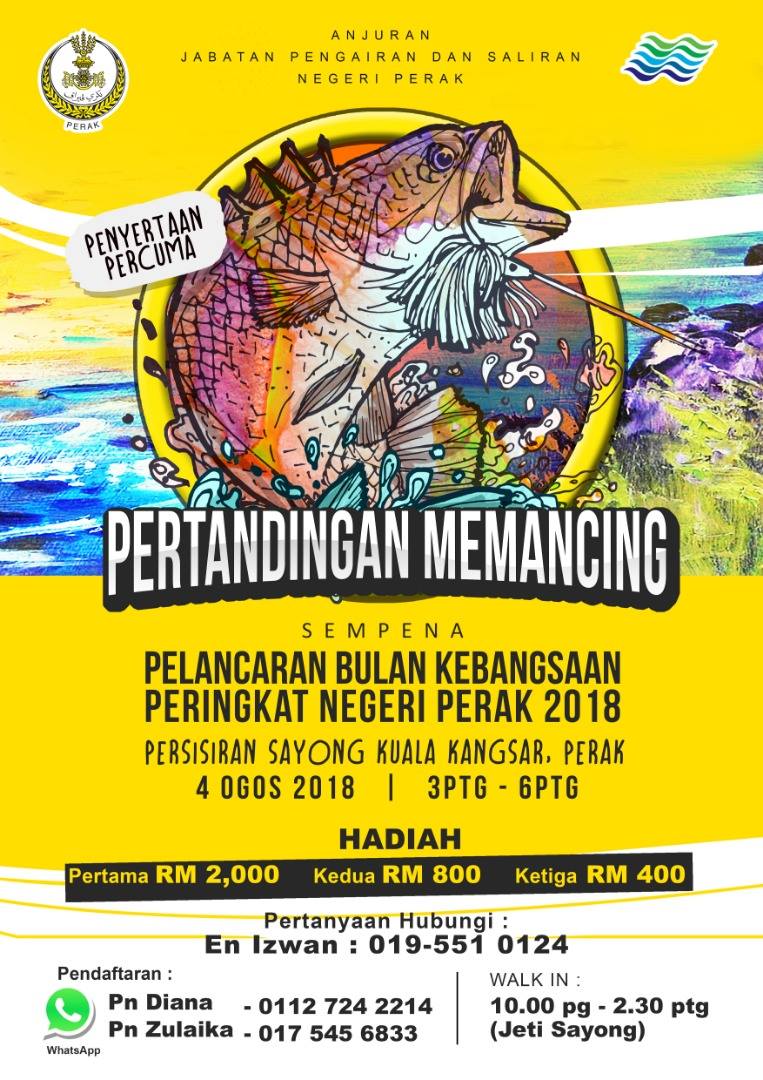 ANJURAN
JABATAN PENGAIRAN DAN SALIRAN
NEGERI PERAK
PERAK
PENYERTAAN
PERCUMA
PERTANDINGAN MEMANCING
SEMPENA
PELANCARAN BULAN KEBANGSAAN
PERINGKAT NEGERI PERAK 2018
PERSISIRAN SAYONG KUALA KANGSAR, PERAK
4 OGOS 2018 | 3PTG - 6PTG
HADIAH
Pertama RM 2,000 Kedua RM 800 Ketiga RM 400
Pertanyaan Hubungi :
En Izwan : 019-551 0124
Pendaftaran :
Pn Diana - 0112 724 2214
Pn Zulaika - 017 545 6833
WhatsApp
WALK IN :
10.00 pg - 2.30 ptg
(Jeti Sayong)